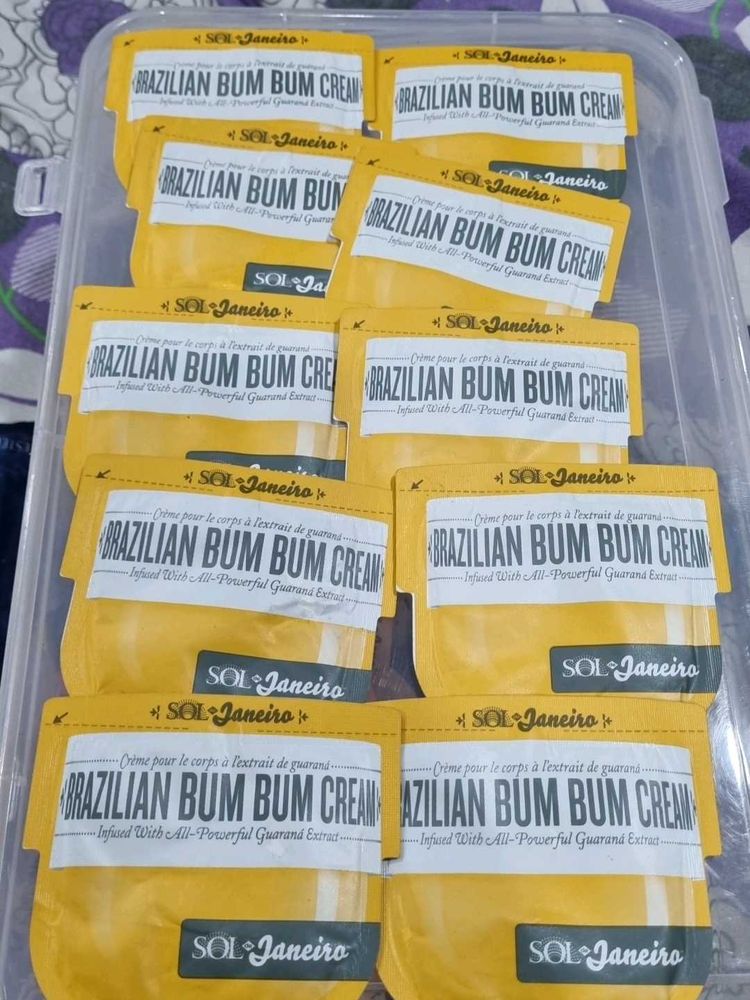 SOL DE Janeiro
Crème pour le corps à l'extrait de guaraná
BRAZILIAN BUM BUM CREAM
Infused With All-Powerful Guaraná Extract
SOL DE Janeiro
Crème pour le corps à l'extrait de guaraná
BRAZILIAN BUM BUM CREAM
Infused With All-Powerful Guaraná Extract
SOL DE Janeiro
SOL DE Janeiro
Crème pour le corps à l'extrait de guar
BRAZILIAN BUM BUM
Infused With All-Powerful Guara
SOL DE Ja
SOL DE Janeiro
Crème pour le corps à l'extrait de guaraná
BRAZILIAN BUM BUM CREAM
Infused With All-Powerful Guaraná Extract
SOL DE Janeiro
Crème pour le corps à l'extrait de guaraná
BRAZILIAN BUM BUM CRE
Infused With All-Powerful Guaraná Extract
SOL DE Janeiro
Crème pour le corps à l'extrait de guaraná
BRAZILIAN BUM BUM CREAM
Infused With All-Powerful Guaraná Extract
SOL DE Janeiro
Crème pour le corps à l'extrait de guaraná
BRAZILIAN BUM BUM CREAM
Infused With All-Powerful Guaraná Extract
SOL DE Janeiro
SOL DE Janeiro
Crème pour le corps à l'extrait de guaraná
BRAZILIAN BUM BUM CREAM
Infused With All-Powerful Guaraná Extract
SOL DE Janeiro
SOL DE Janeiro
Crème pour le corps à l'extrait de guaraná
BRAZILIAN BUM BUM CREAM
Infused With All-Powerful Guaraná Extract
SOL DE Janeiro
SOL DE Janeiro
Crème pour le corps à l'extrait de guaraná
AZILIAN BUM BUM CREAM
Infused With All-Powerful Guaraná Extract
SOL DE Janeiro